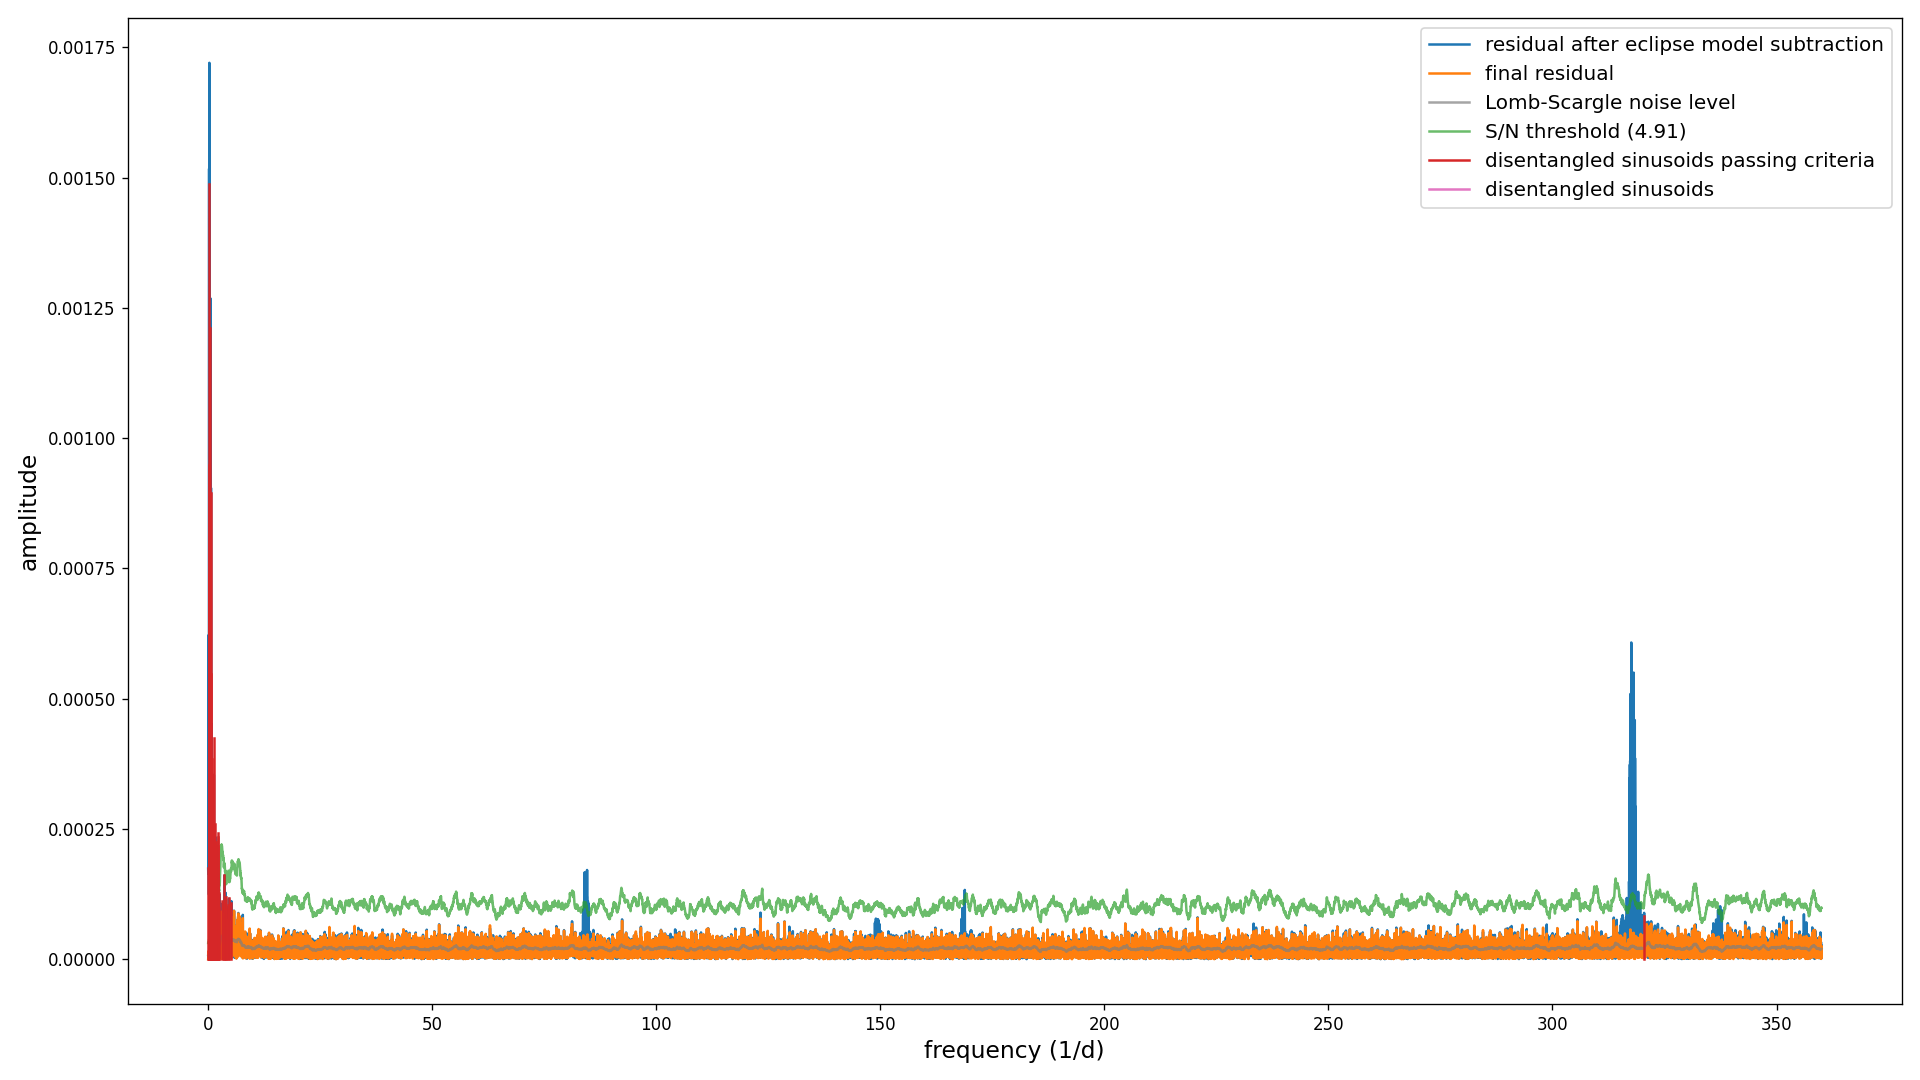 0.00175
0.00150
0.00125
0.00100
0.00075
0.00050
0.00025
0.00000
amplitude
0 50 100 150 200 250 300 350
frequency (1/d)
residual after eclipse model subtraction
final residual
Lomb-Scargle noise level
S/N threshold (4.91)
disentangled sinusoids passing criteria
disentangled sinusoids